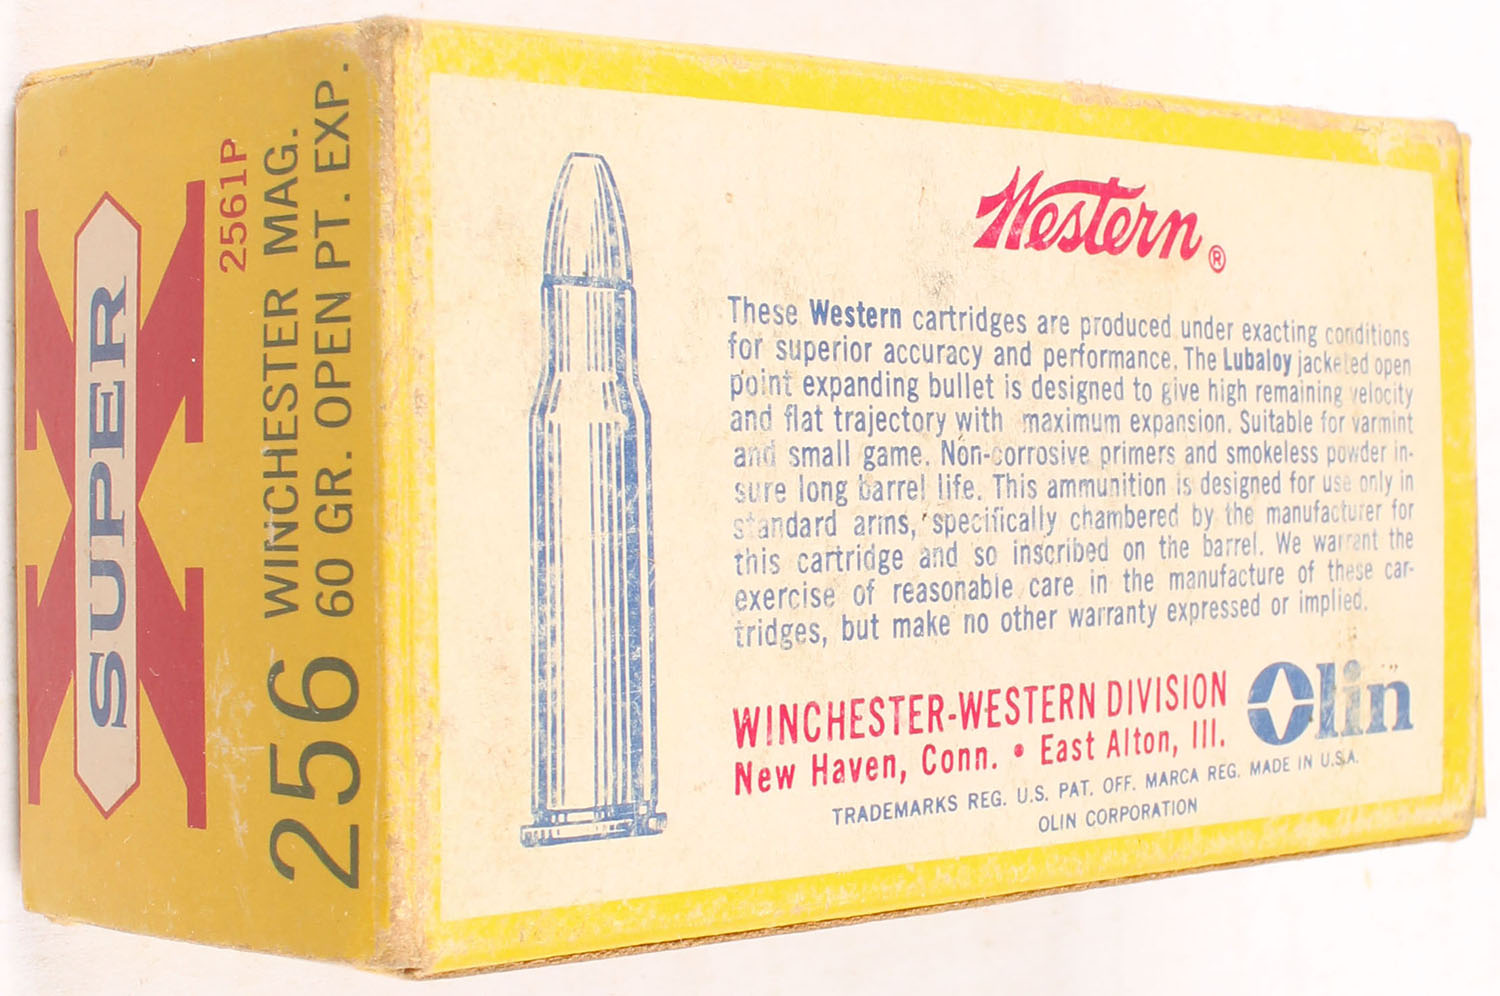 SUPER
X
2561P
256 WINCHESTER MAG.
60 GR. OPEN PT. EXP.
Western®
These Western cartridges are produced under exacting conditions
for superior accuracy and performance. The Lubaloy jacketed open
point expanding bullet is designed to give high remaining velocity
and flat trajectory with maximum expansion. Suitable for varmint
and small game. Non-corrosive primers and smokeless powder in-
sure long barrel life. This ammunition is designed for use only in
standard arms, specifically chambered by the manufacturer for
this cartridge and so inscribed on the barrel. We warrant the
exercise of reasonable care in the manufacture of these car-
tridges, but make no other warranty expressed or implied.
WINCHESTER-WESTERN DIVISION
New Haven, Conn. • East Alton, Ill.
Olin
TRADEMARKS REG. U.S. PAT. OFF. MARCA REG. MADE IN U.S.A.
OLIN CORPORATION